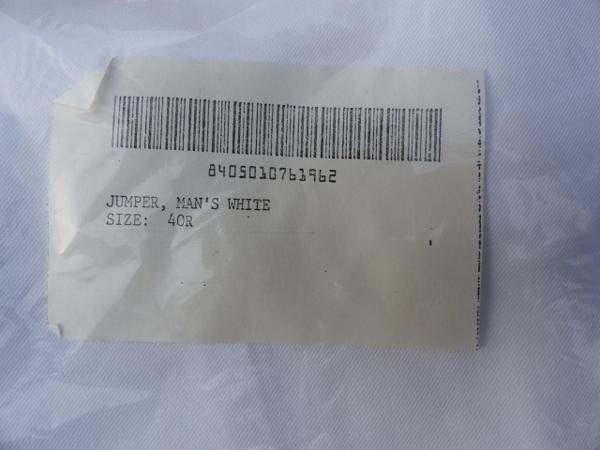 8405010761962
JUMPER, MAN'S WHITE
SIZE: 40R